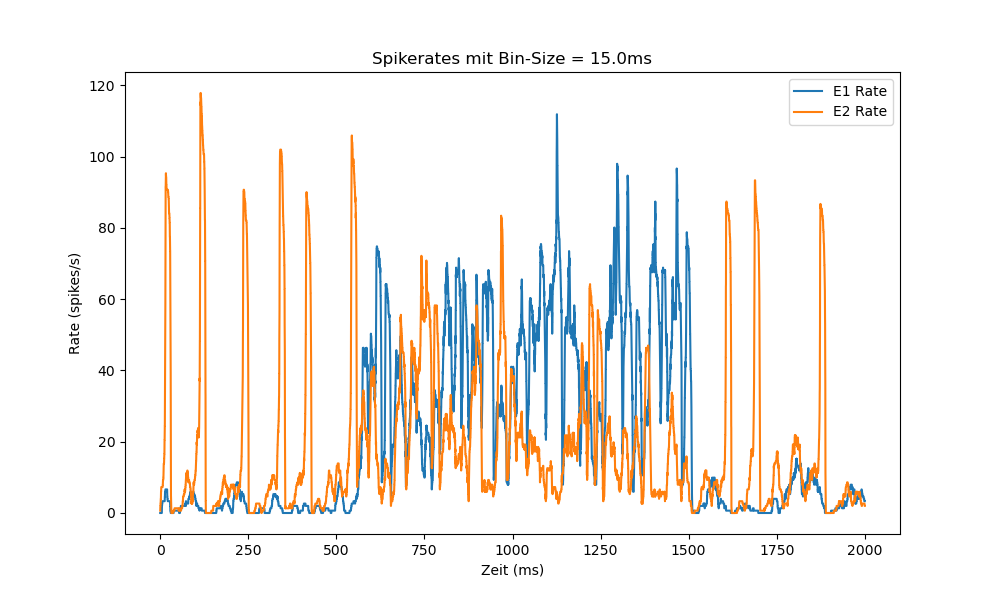 Spikerates mit Bin-Size = 15.0ms
E1 Rate
E2 Rate
120
100
80
60
40
20
0
Rate (spikes/s)
0 250 500 750 1000 1250 1500 1750 2000
Zeit (ms)